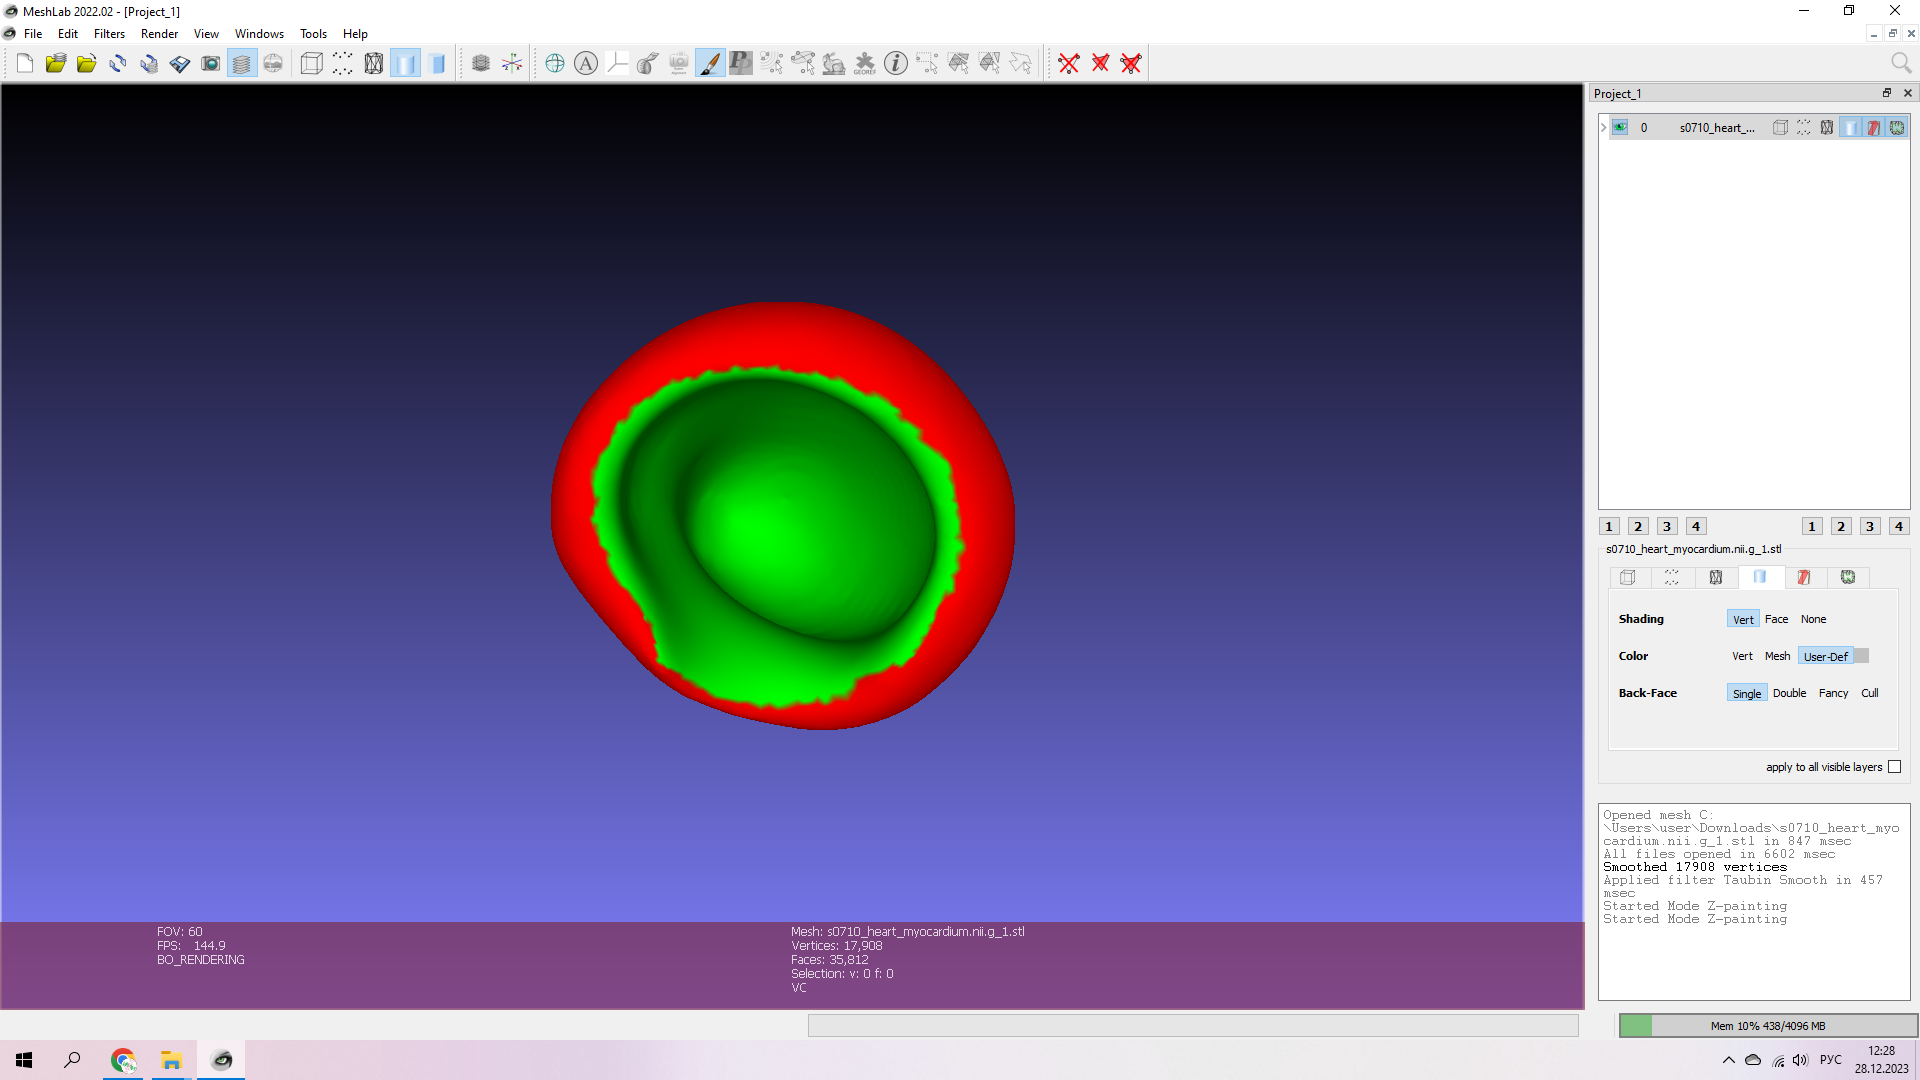 MeshLab 2022.02 - [Project_1]
File Edit Filters Render View Windows Tools Help
Project_1
0 s0710_heart_...
1 2 3 4 1 2 3 4
s0710_heart_myocardium.nii.g_1.stl
Shading Vert Face None
Color Vert Mesh User-Def
Back-Face Single Double Fancy Cull
apply to all visible layers
Opened mesh C:
\Users\user\Downloads\s0710_heart_myo
cardium.nii.g_1.stl in 847 msec
All files opened in 6602 msec
Smoothed 17908 vertices
Applied filter Taubin Smooth in 457
msec
Started Mode Z-painting
Started Mode Z-painting
FOV: 60
FPS: 144.9
BO_RENDERING
Mesh: s0710_heart_myocardium.nii.g_1.stl
Vertices: 17,908
Faces: 35,812
Selection: v: 0 f: 0
VC
Mem 10% 438/4096 MB
РУС
12:28
28.12.2023